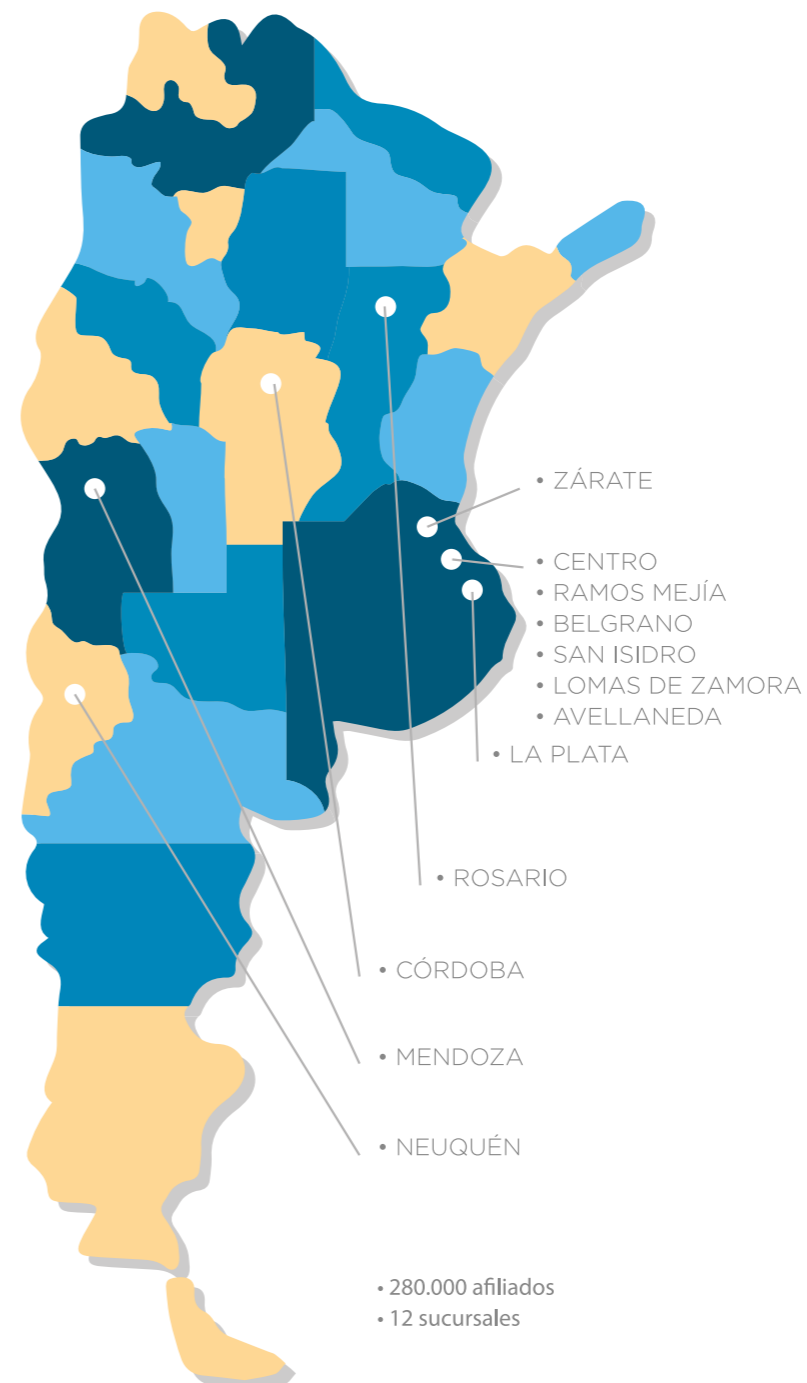 • ZÁRATE
• CENTRO
• RAMOS MEJÍA
• BELGRANO
• SAN ISIDRO
• LOMAS DE ZAMORA
• AVELLANEDA
• LA PLATA
• ROSARIO
• CÓRDOBA
• MENDOZA
• NEUQUÉN
• 280.000 afiliados
• 12 sucursales